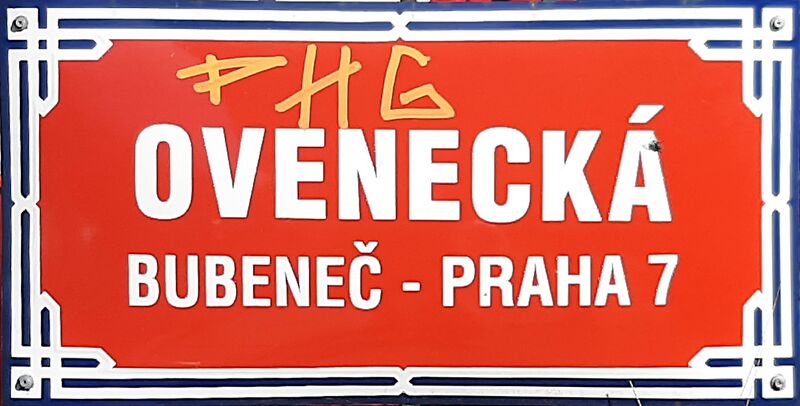 PHG
OVENECKÁ
BUBENEČ - PRAHA 7